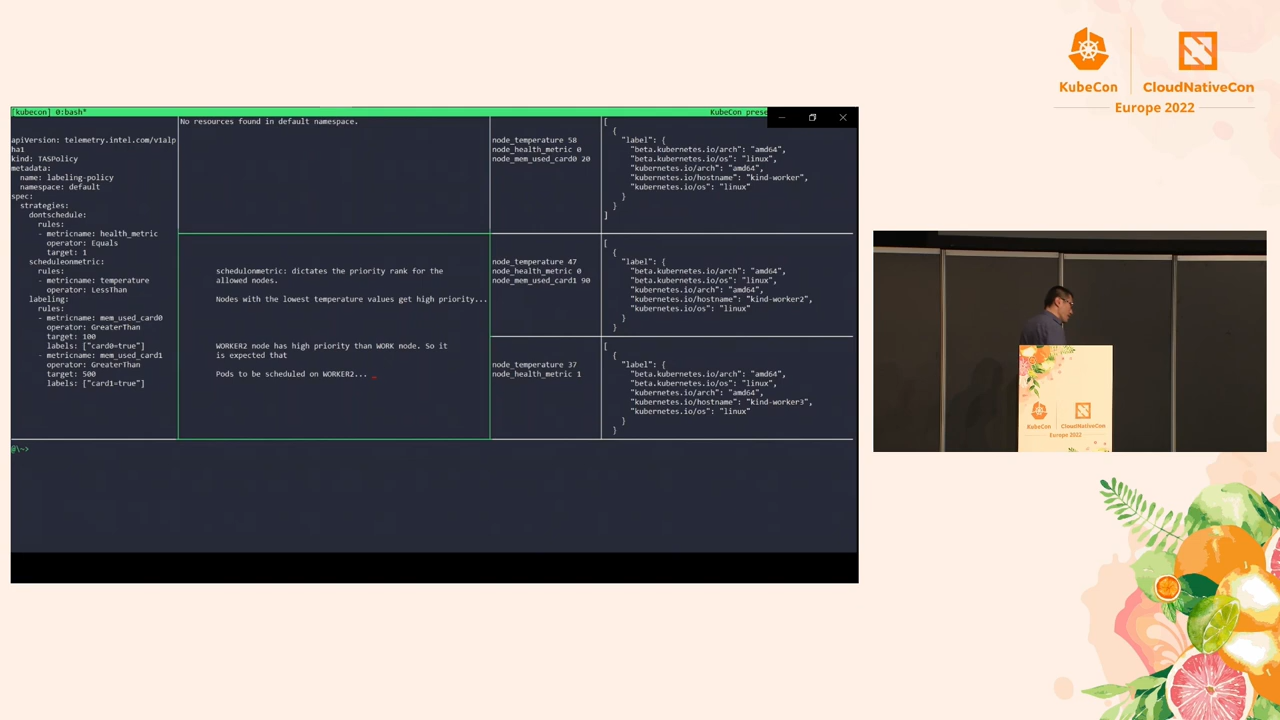 KubeCon
CloudNativeCon
Europe 2022
[kubecon] 0:bash*
KubeCon prese
apiVersion: telemetry.intel.com/v1alp
ha1
kind: TASPolicy
metadata:
  name: labeling-policy
  namespace: default
spec:
  strategies:
    dontschedule:
      rules:
      - metricname: health_metric
        operator: Equals
        target: 1
    scheduleonmetric:
      rules:
      - metricname: temperature
        operator: LessThan
    labeling:
      rules:
      - metricname: mem_used_card0
        operator: GreaterThan
        target: 100
        labels: ["card0=true"]
      - metricname: mem_used_card1
        operator: GreaterThan
        target: 500
        labels: ["card1=true"]
No resources found in default namespace.
schedulonmetric: dictates the priority rank for the
allowed nodes.
Nodes with the lowest temperature values get high priority...
WORKER2 node has high priority than WORK node. So it
is expected that
Pods to be scheduled on WORKER2... _
node_temperature 58
node_health_metric 0
node_mem_used_card0 20
node_temperature 47
node_health_metric 0
node_mem_used_card1 90
node_temperature 37
node_health_metric 1
[
  {
    "label": {
      "beta.kubernetes.io/arch": "amd64",
      "beta.kubernetes.io/os": "linux",
      "kubernetes.io/arch": "amd64",
      "kubernetes.io/hostname": "kind-worker",
      "kubernetes.io/os": "linux"
    }
  }
]
[
  {
    "label": {
      "beta.kubernetes.io/arch": "amd64",
      "beta.kubernetes.io/os": "linux",
      "kubernetes.io/arch": "amd64",
      "kubernetes.io/hostname": "kind-worker2",
      "kubernetes.io/os": "linux"
    }
  }
[
  {
    "label": {
      "beta.kubernetes.io/arch": "amd64",
      "beta.kubernetes.io/os": "linux",
      "kubernetes.io/arch": "amd64",
      "kubernetes.io/hostname": "kind-worker3",
      "kubernetes.io/os": "linux"
    }
  }
@\~>
KubeCon
CloudNativeCon
Europe 2022